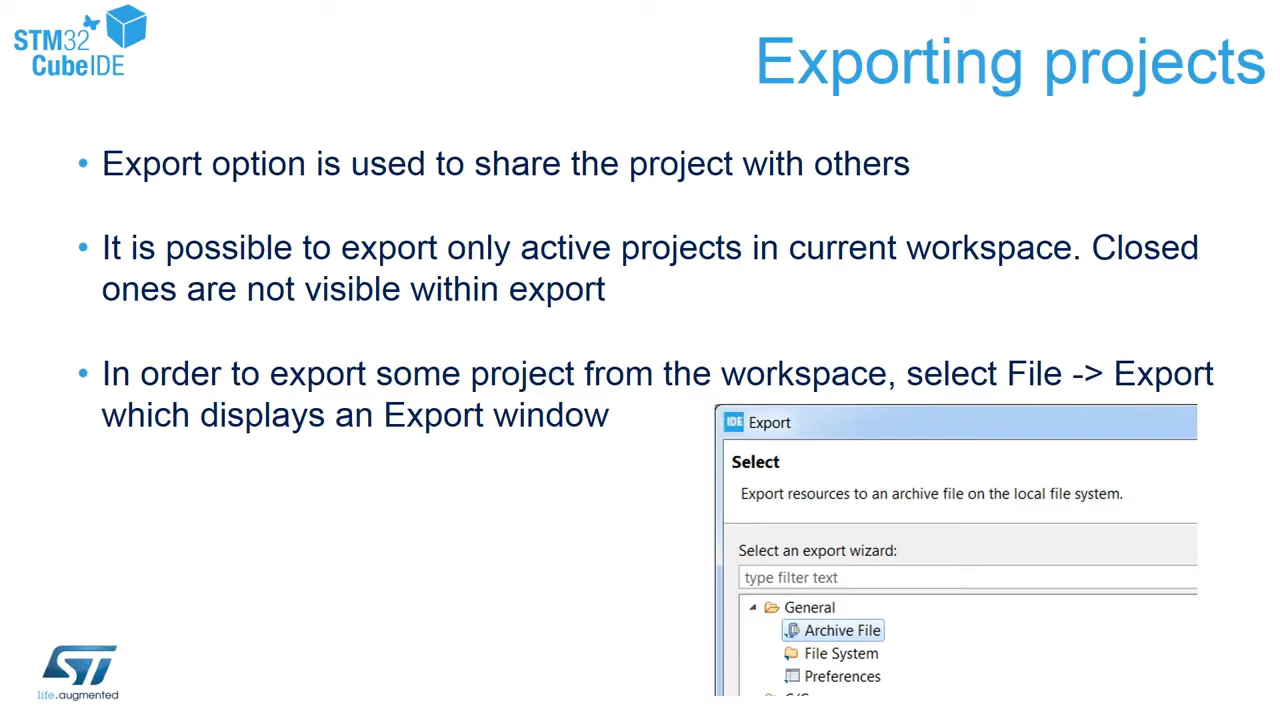 STM32
CubeIDE
Exporting projects
• Export option is used to share the project with others
• It is possible to export only active projects in current workspace. Closed
ones are not visible within export
• In order to export some project from the workspace, select File -> Export
which displays an Export window
IDE Export
Select
Export resources to an archive file on the local file system.
Select an export wizard:
type filter text
General
Archive File
File System
Preferences
ST
life.augmented